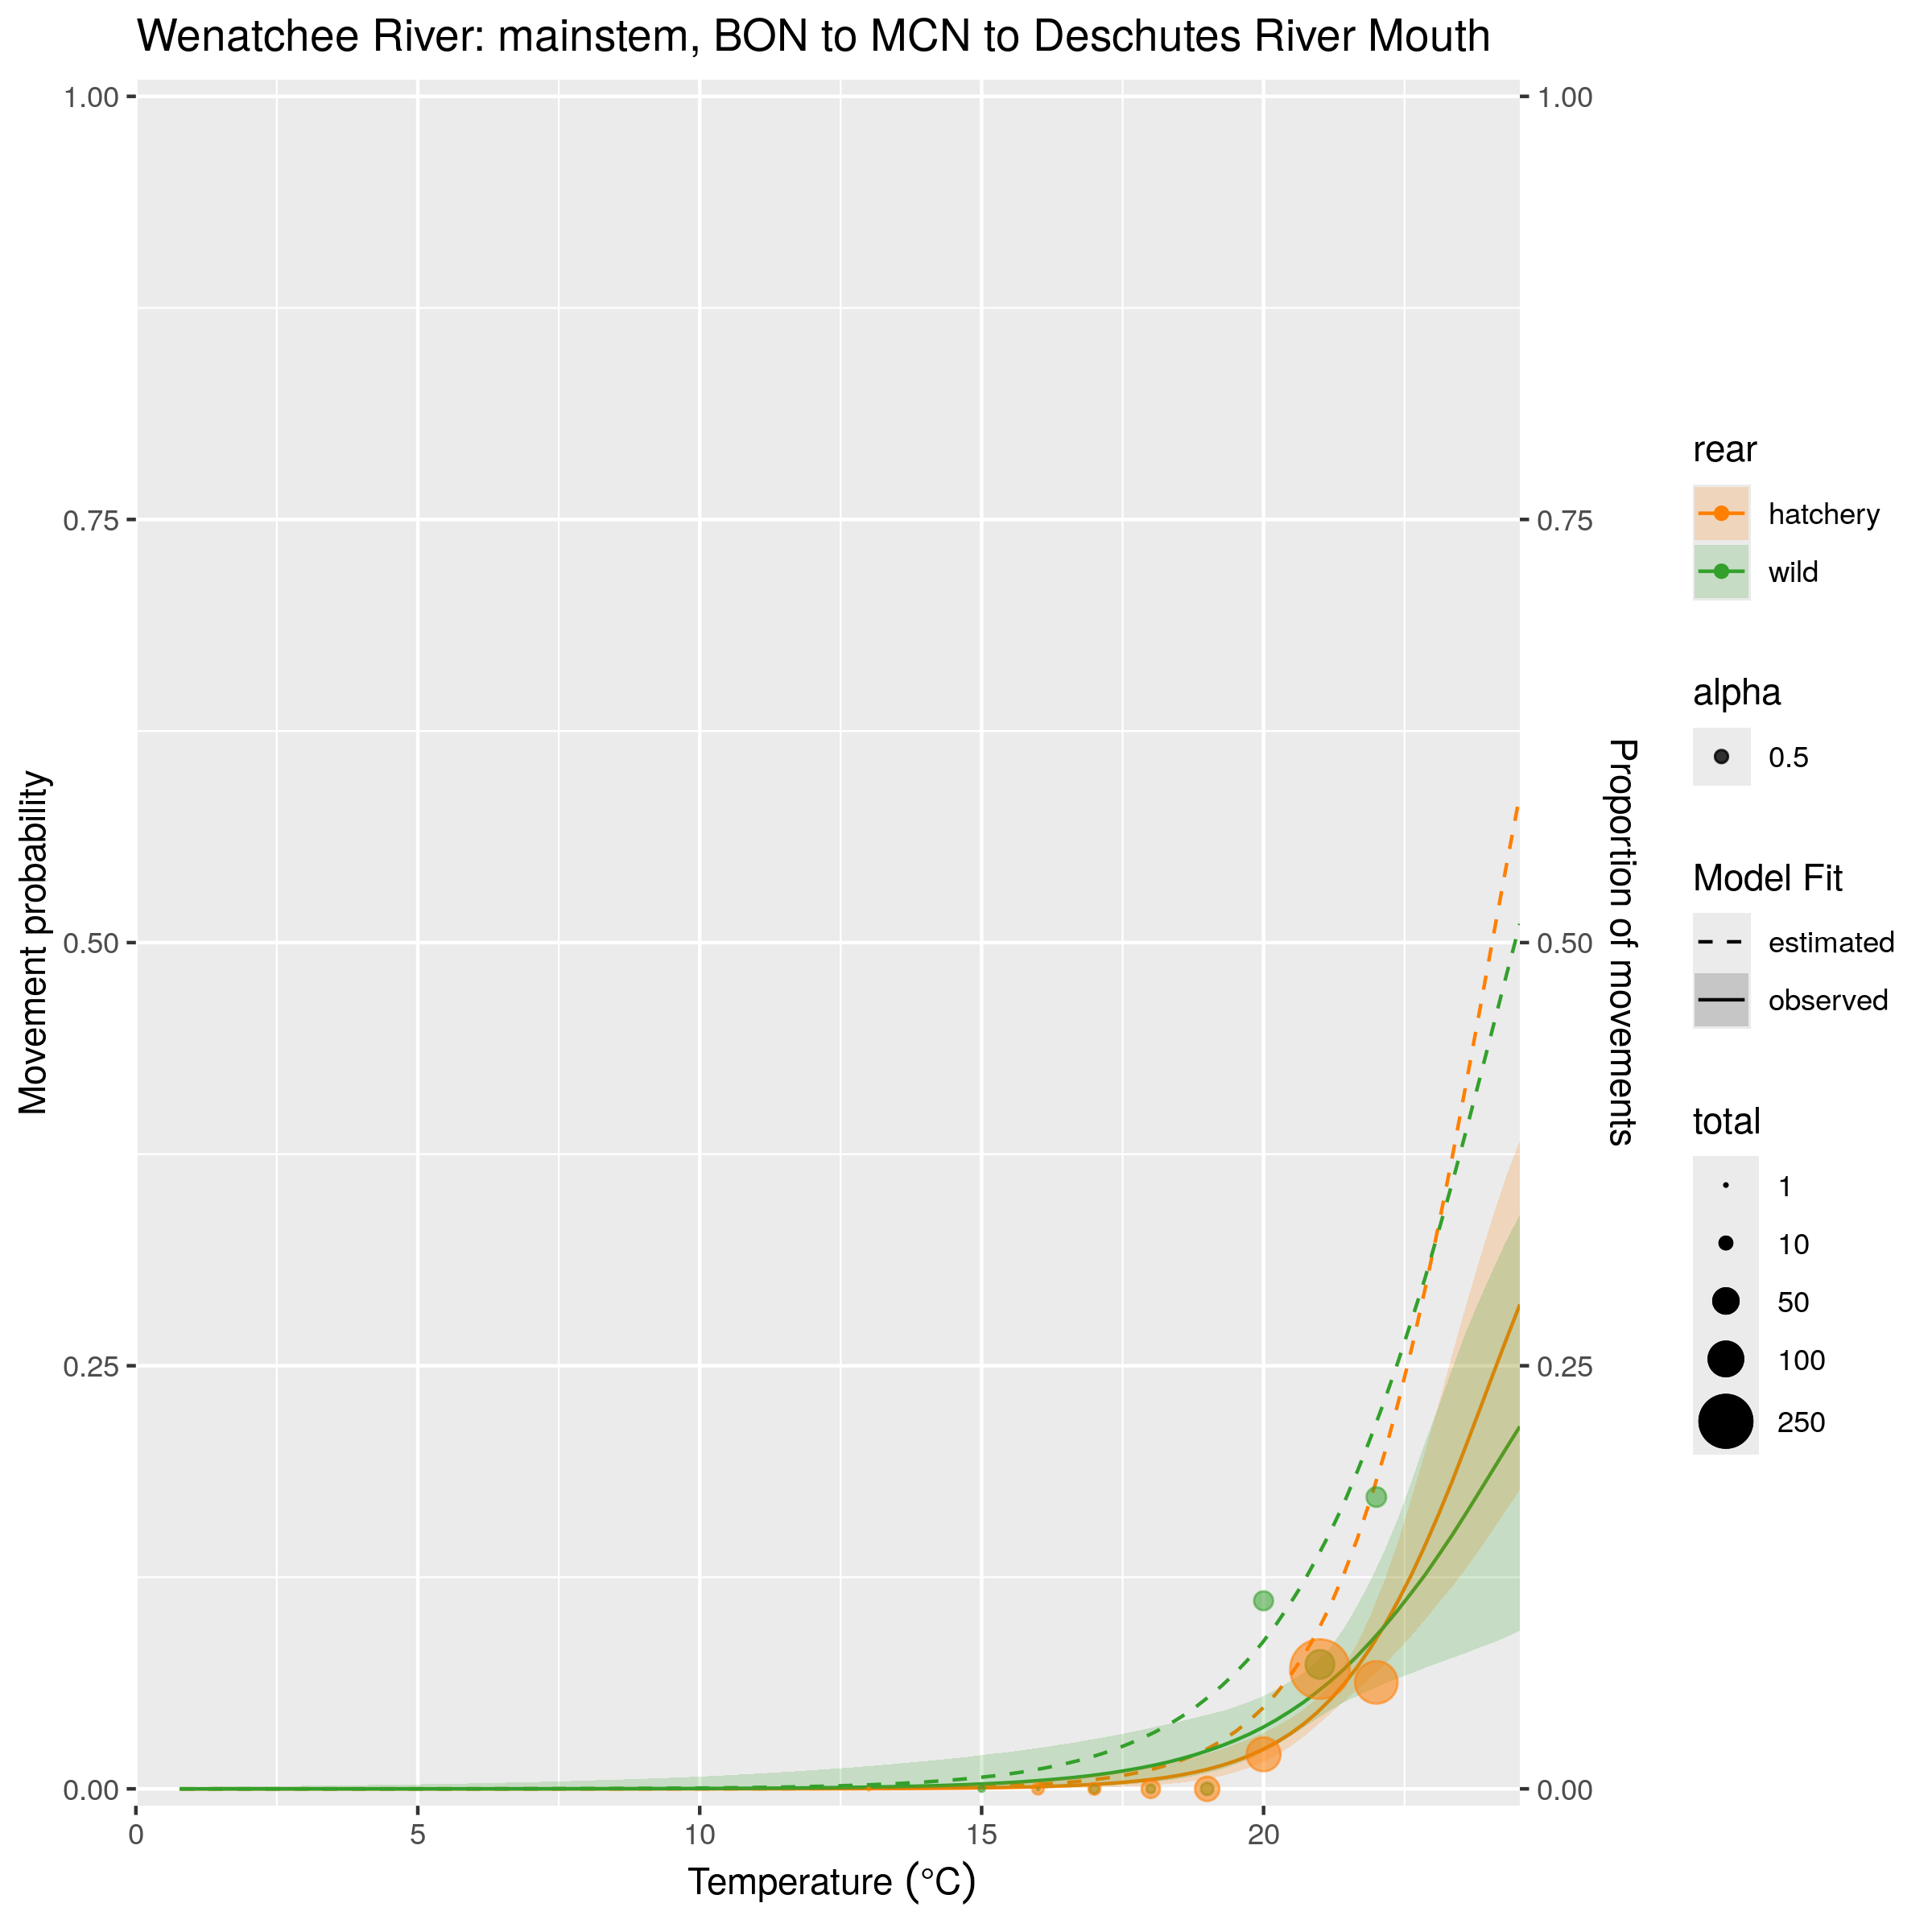 Wenatchee River: mainstem, BON to MCN to Deschutes River Mouth
Movement probability
1.00
0.75
0.50
0.25
0.00
0
5
10
15
20
Temperature (°C)
1.00
0.75
0.50
0.25
0.00
Proportion of movements
rear
hatchery
wild
alpha
0.5
Model Fit
estimated
observed
total
1
10
50
100
250